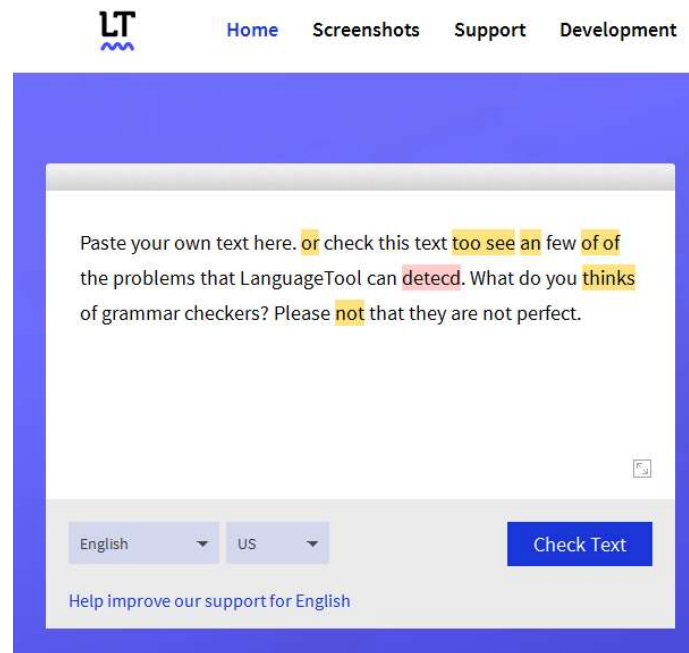 LT
Home Screenshots Support Development
Paste your own text here. or check this text too see an few of of
the problems that LanguageTool can detecd. What do you thinks
of grammar checkers? Please not that they are not perfect.
English US Check Text
Help improve our support for English